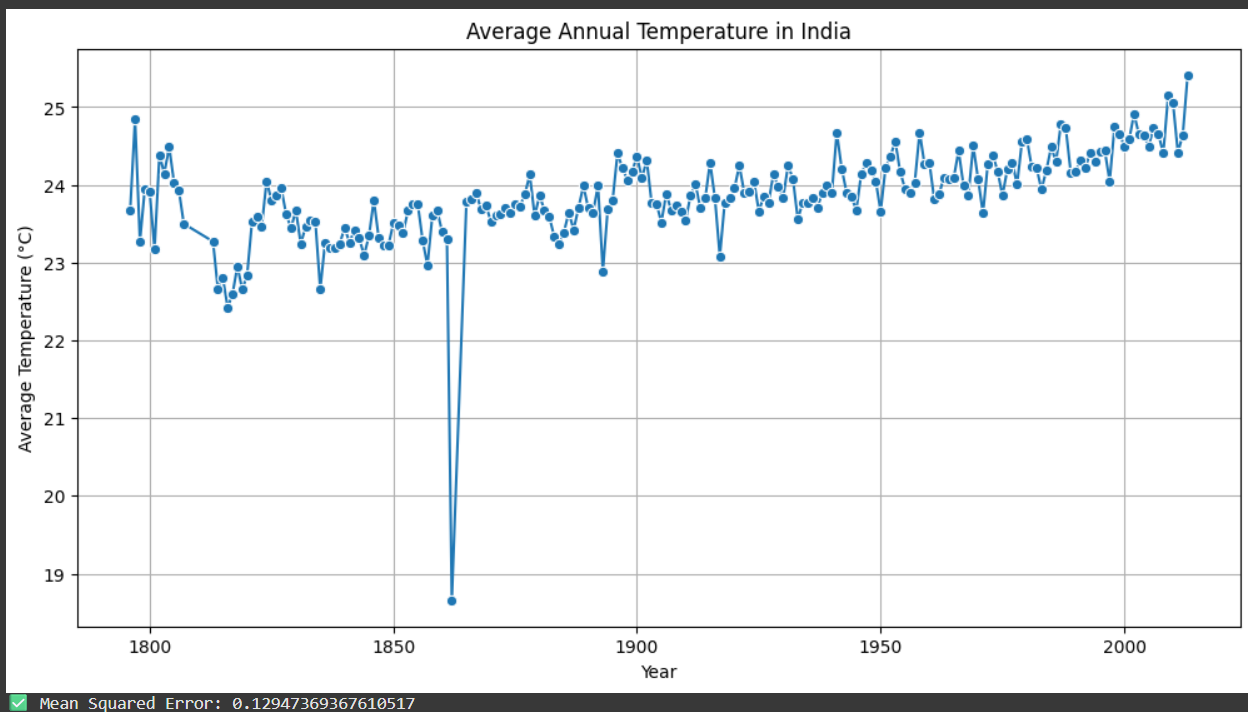 Average Annual Temperature in India
25
24
23
22
21
20
19
Average Temperature (°C)
1800 1850 1900 1950 2000
Year
✅ Mean Squared Error: 0.12947369367610517